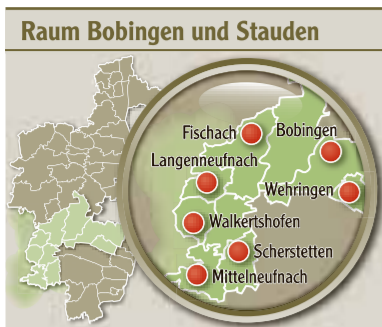 Raum Bobingen und Stauden
Fischach
Bobingen
Langenneufnach
Wehringen
Walkertshofen
Scherstetten
Mittelneufnach